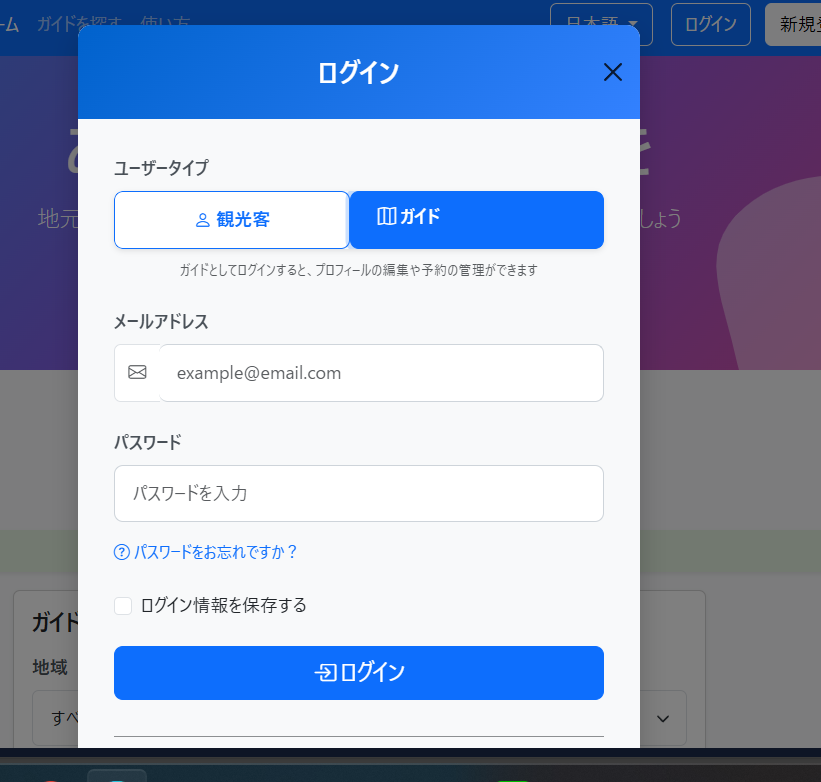 ガイドを探す 使い方
日本語
ログイン
新規
ログイン
地元
しょう
ユーザータイプ
観光客
ガイド
ガイドとしてログインすると、プロフィールの編集や予約の管理ができます
メールアドレス
example@email.com
パスワード
パスワードを入力
パスワードをお忘れですか？
ログイン情報を保存する
ログイン
ガイド
地域
すべ